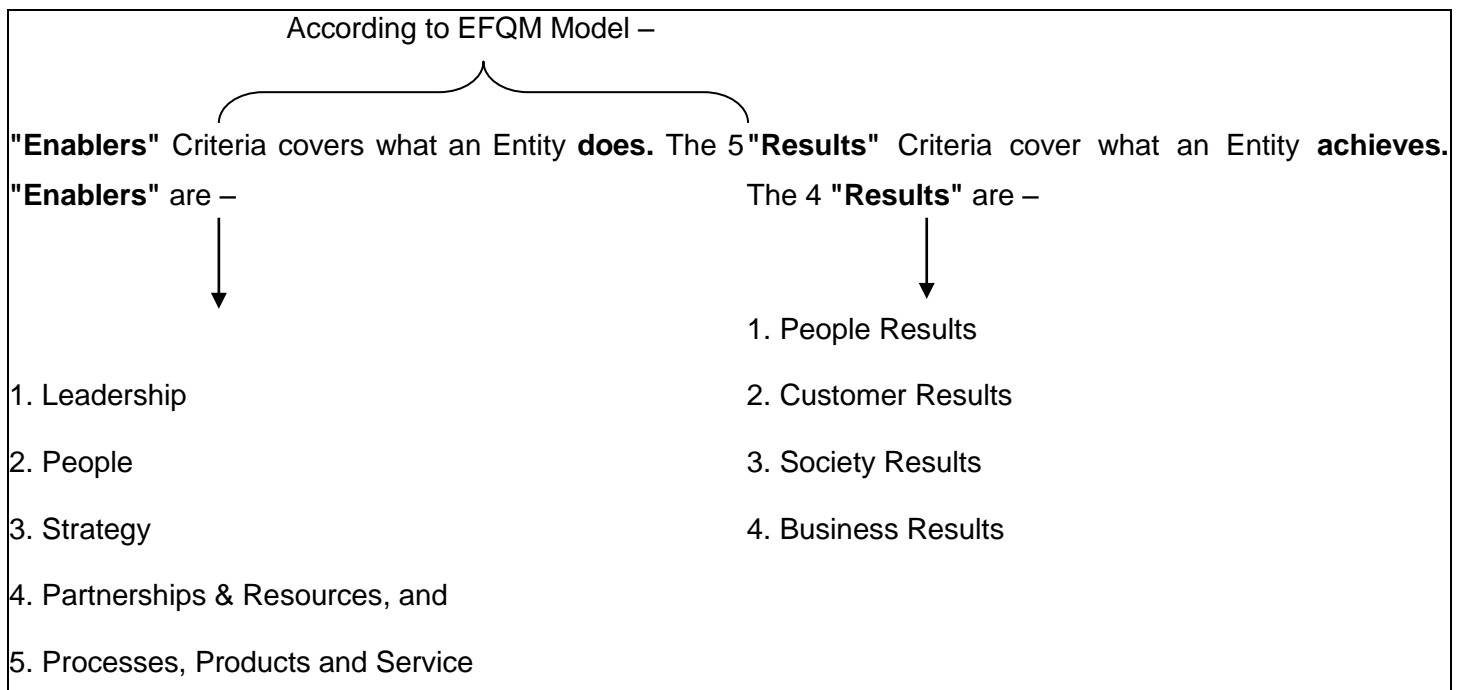 According to EFQM Model –
"Enablers" Criteria covers what an Entity does. The 5
"Enablers" are –
1. Leadership
2. People
3. Strategy
4. Partnerships & Resources, and
5. Processes, Products and Service
"Results" Criteria cover what an Entity achieves.
The 4 "Results" are –
1. People Results
2. Customer Results
3. Society Results
4. Business Results